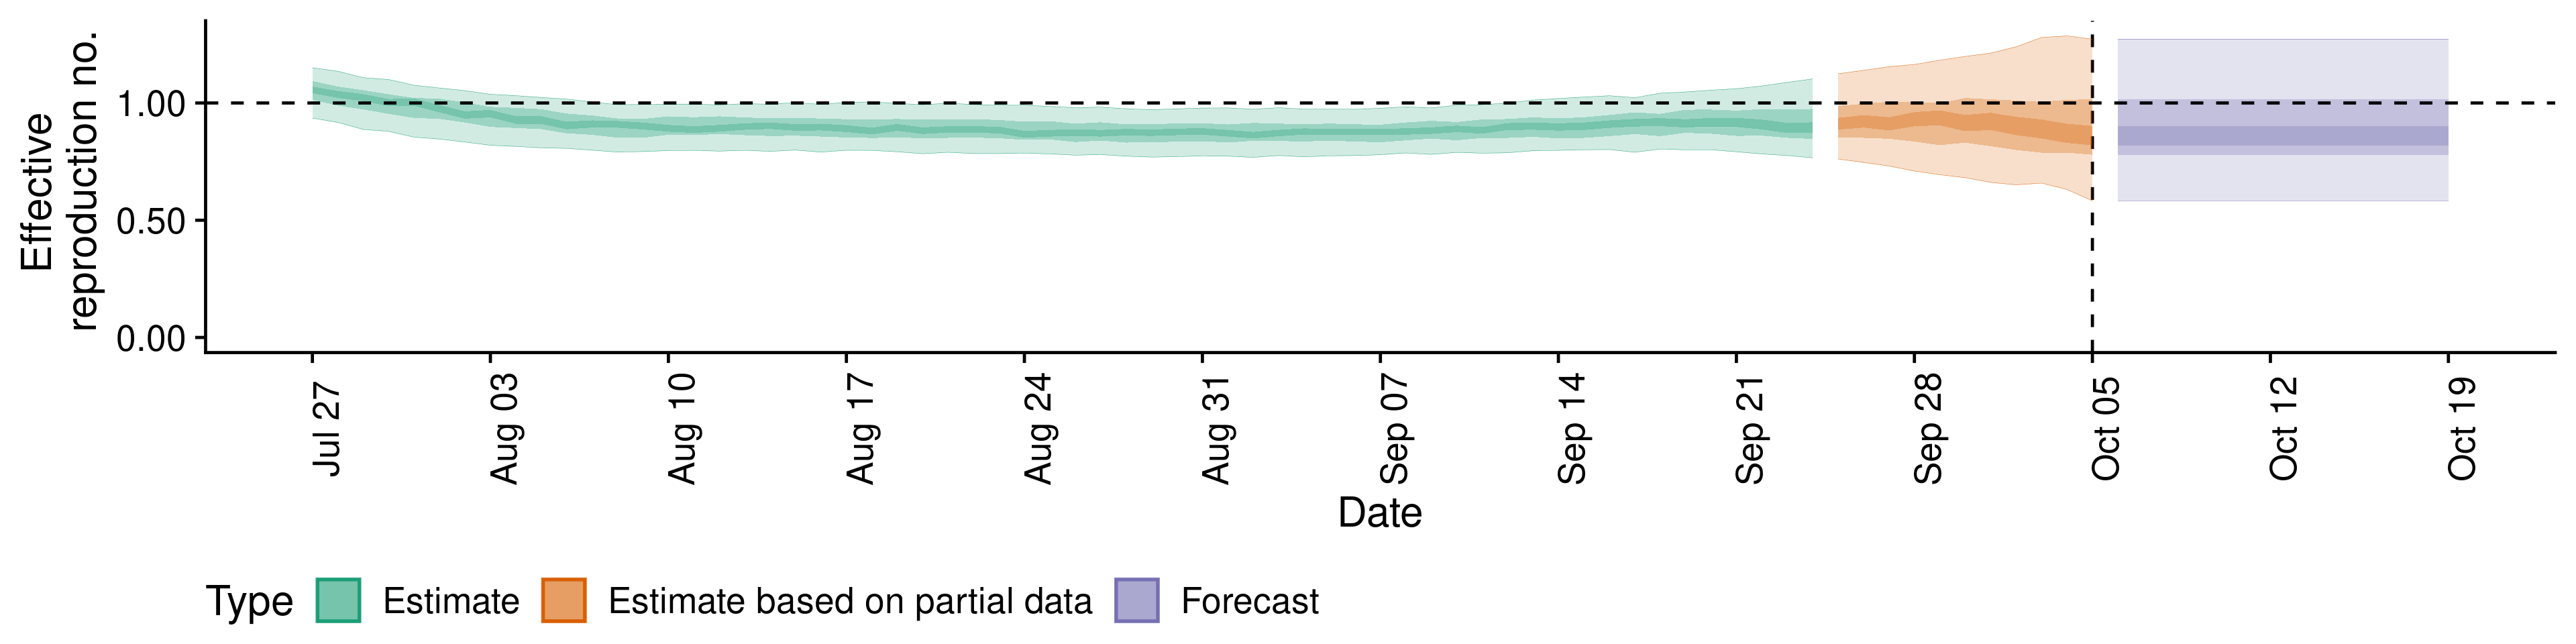 Effective
reproduction no.
1.00
0.50
0.00
Jul 27
Aug 03
Aug 10
Aug 17
Aug 24
Aug 31
Sep 07
Sep 14
Sep 21
Sep 28
Oct 05
Oct 12
Oct 19
Date
Type Estimate Estimate based on partial data Forecast